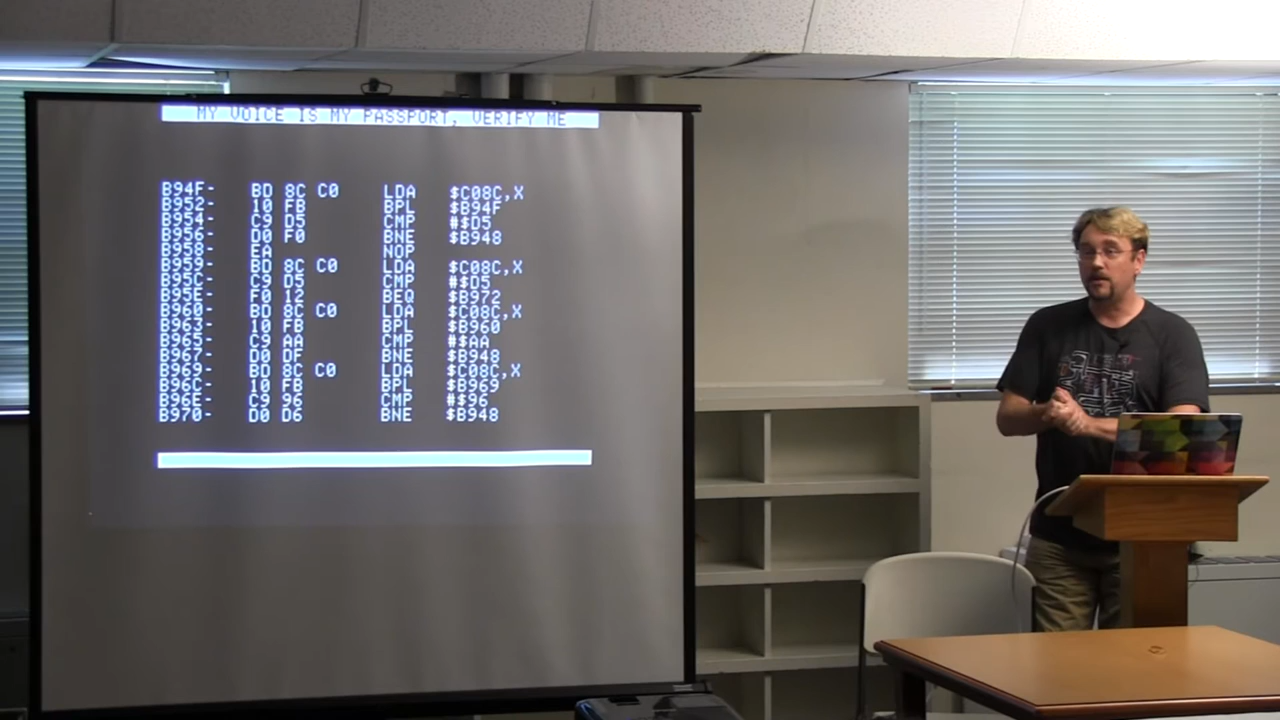 MY VOICE IS MY PASSPORT, VERIFY ME
B94F- BD 8C C0 LDA $C08C,X
B952- 10 FB BPL $B94F
B954- C9 D5 CMP #$D5
B956- D0 F0 BNE $B948
B958- EA NOP
B959- BD 8C C0 LDA $C08C,X
B95C- C9 D5 CMP #$D5
B95E- F0 12 BEQ $B972
B960- BD 8C C0 LDA $C08C,X
B963- 10 FB BPL $B960
B965- C9 AA CMP #$AA
B967- D0 DF BNE $B948
B969- BD 8C C0 LDA $C08C,X
B96C- 10 FB BPL $B969
B96E- C9 96 CMP #$96
B970- D0 D6 BNE $B948